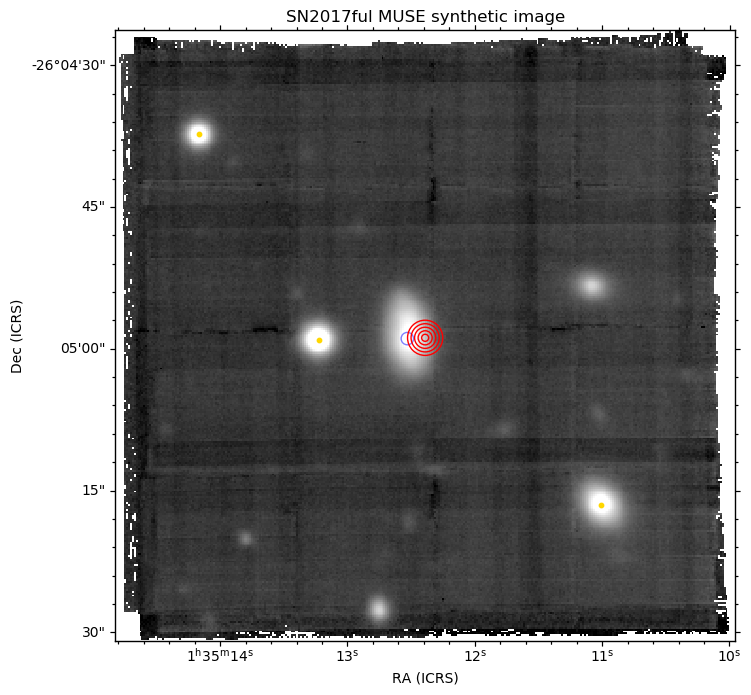 SN2017ful MUSE synthetic image
-26°04'30"
45"
05'00"
15"
30"
Dec (ICRS)
1ʰ35ᵐ14ˢ
13ˢ
12ˢ
11ˢ
10ˢ
RA (ICRS)